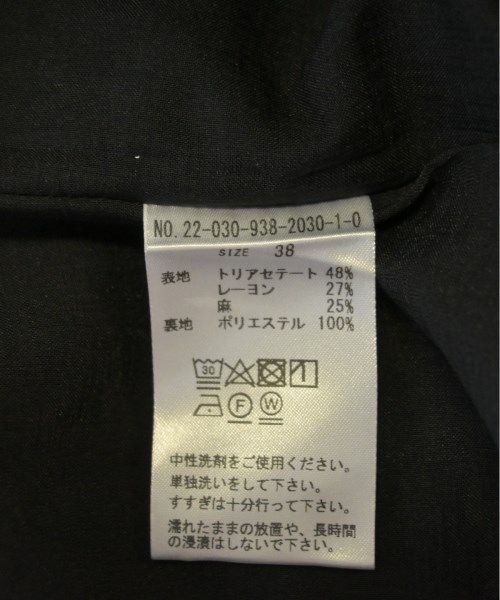 NO.22-030-938-2030-1-0
SIZE 38
表地 トリアセテート 48%
レーヨン 27%
麻 25%
裏地 ポリエステル 100%
30
F W
中性洗剤をご使用ください。
単独洗いをして下さい。
すすぎは十分行って下さい。
濡れたままの放置や、長時間
の浸漬はしないで下さい。